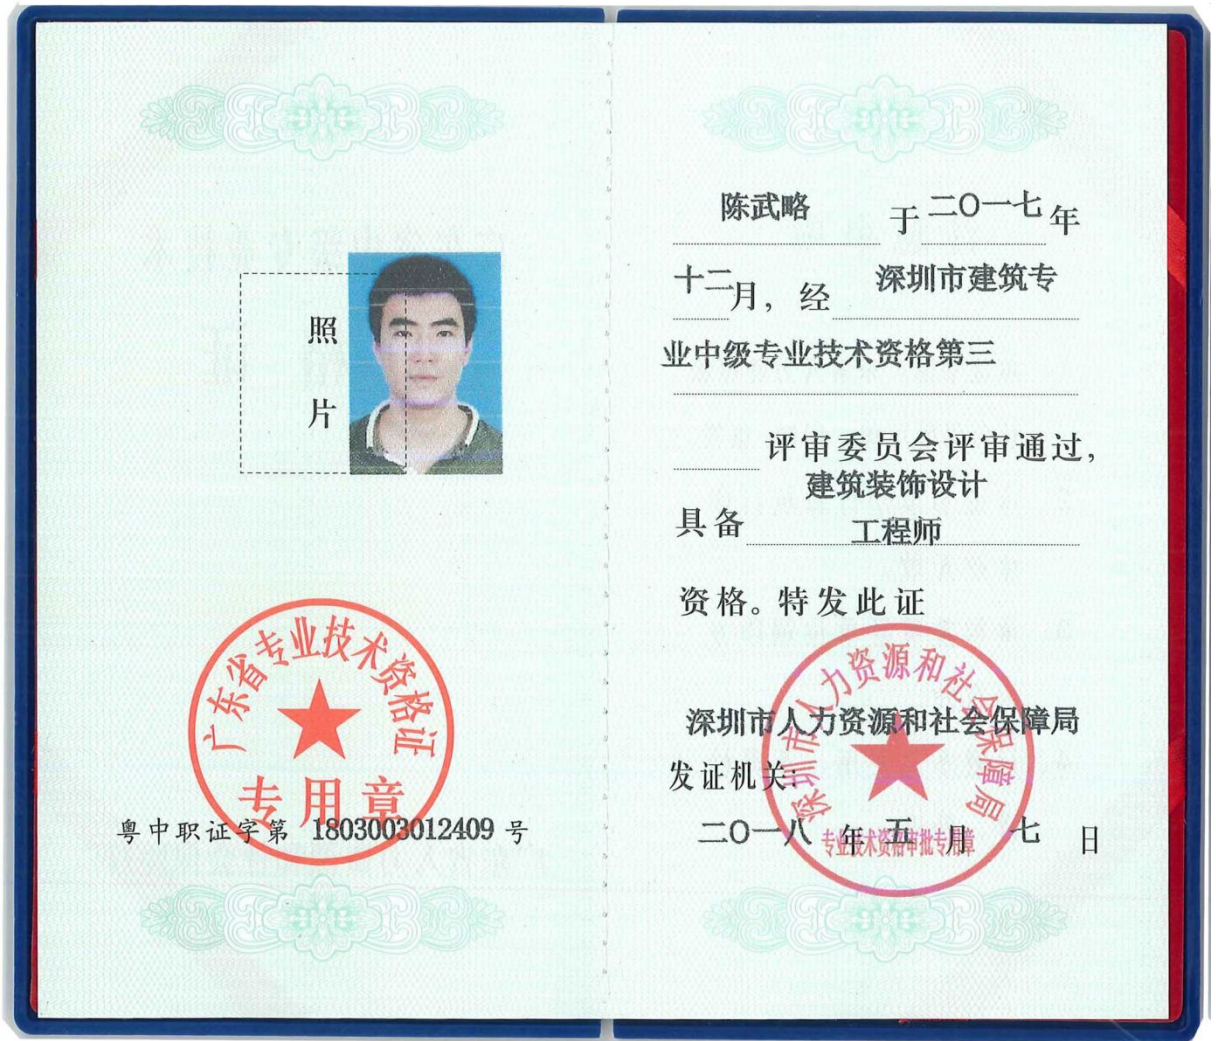 照
片
广东省专业技术资格证
专用章
粤中职证字第 1803003012409 号
陈武略 于二〇一七年
十二月，经 深圳市建筑专
业中级专业技术资格第三
评审委员会评审通过，
建筑装饰设计
具备 工程师
资格。特发此证
深圳市人力资源和社会保障局
深圳市人力资源和社会保障局
发证机关：
二〇一八 年 五 月 七 日
专业技术资格审批专用章